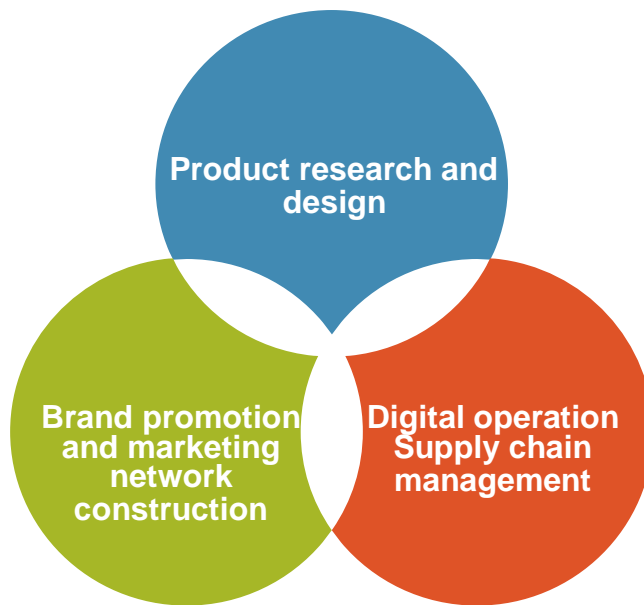 Product research and
design
Brand promotion
and marketing
network
construction
Digital operation
Supply chain
management